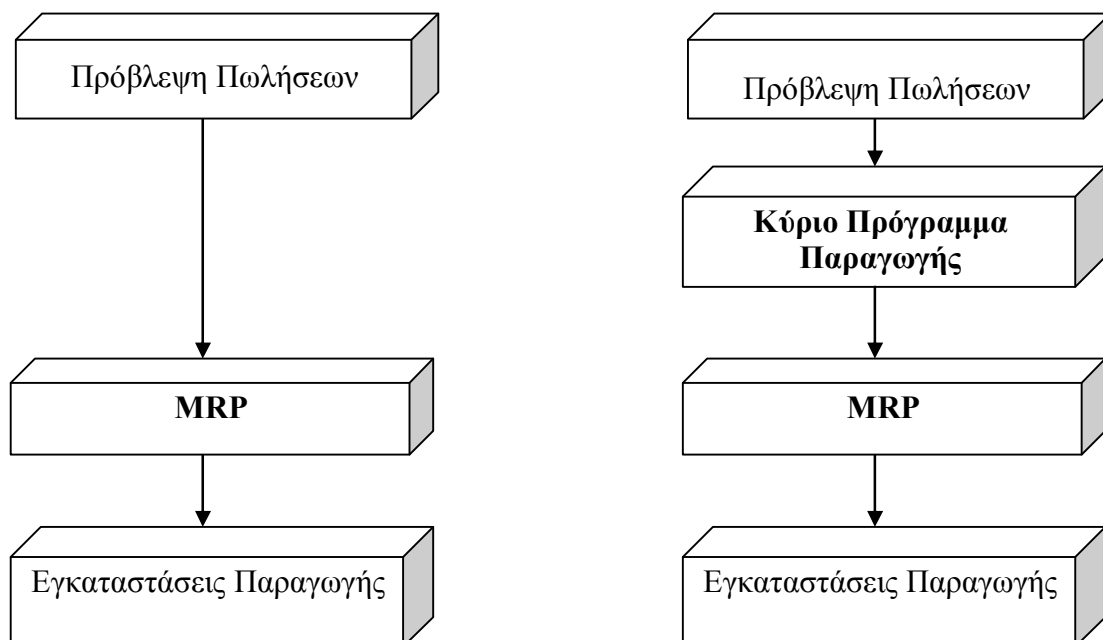 Πρόβλεψη Πωλήσεων
MRP
Εγκαταστάσεις Παραγωγής
Πρόβλεψη Πωλήσεων
Κύριο Πρόγραμμα
Παραγωγής
MRP
Εγκαταστάσεις Παραγωγής